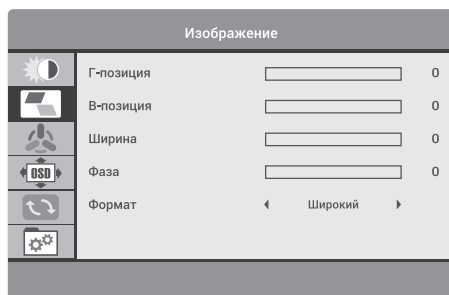 Изображение
Г-позиция 0
В-позиция 0
Ширина 0
Фаза 0
OSD
Формат Широкий